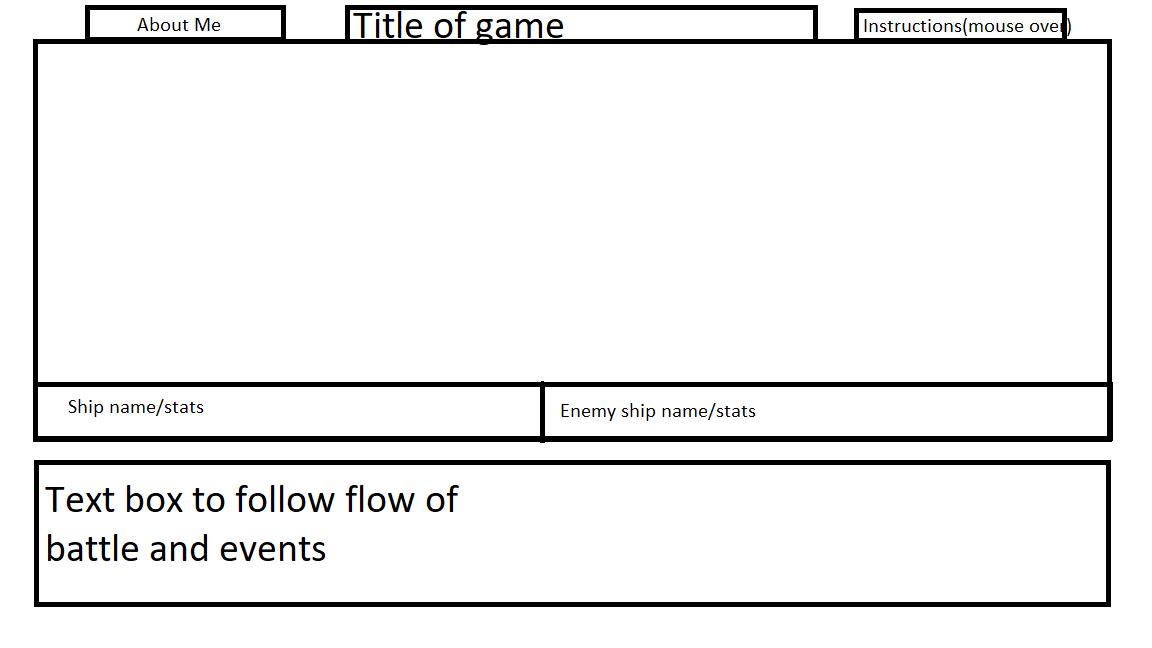 About Me
Title of game
Instructions(mouse over)
Ship name/stats
Enemy ship name/stats
Text box to follow flow of
battle and events